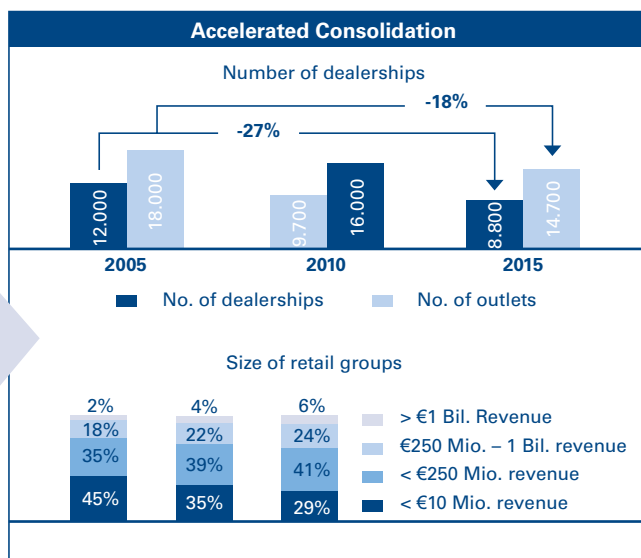 Accelerated Consolidation
Number of dealerships
-18%
-27%
12.000
18.000
9.700
16.000
8.800
14.700
2005
2010
2015
No. of dealerships
No. of outlets
Size of retail groups
2%
4%
6%
> €1 Bil. Revenue
18%
22%
24%
€250 Mio. – 1 Bil. revenue
35%
39%
41%
< €250 Mio. revenue
45%
35%
29%
< €10 Mio. revenue